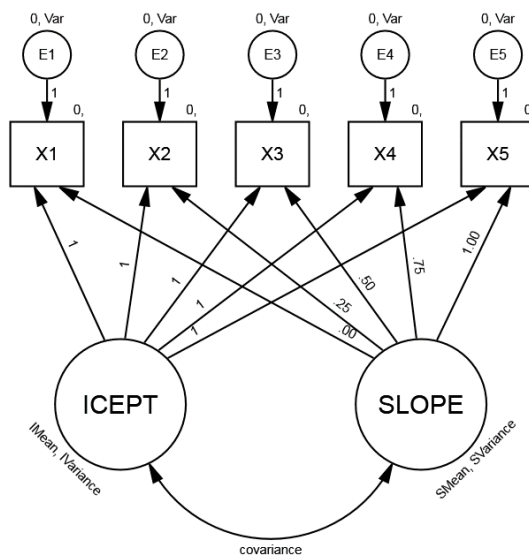 0, Var 0, Var 0, Var 0, Var 0, Var
E1 E2 E3 E4 E5
1 1 1 1 1
0, 0, 0, 0, 0,
X1 X2 X3 X4 X5
1 1 1 1 1 .00 .25 .50 .75 1.00
ICEPT SLOPE
IMean, IVariance SMean, SVariance
covariance